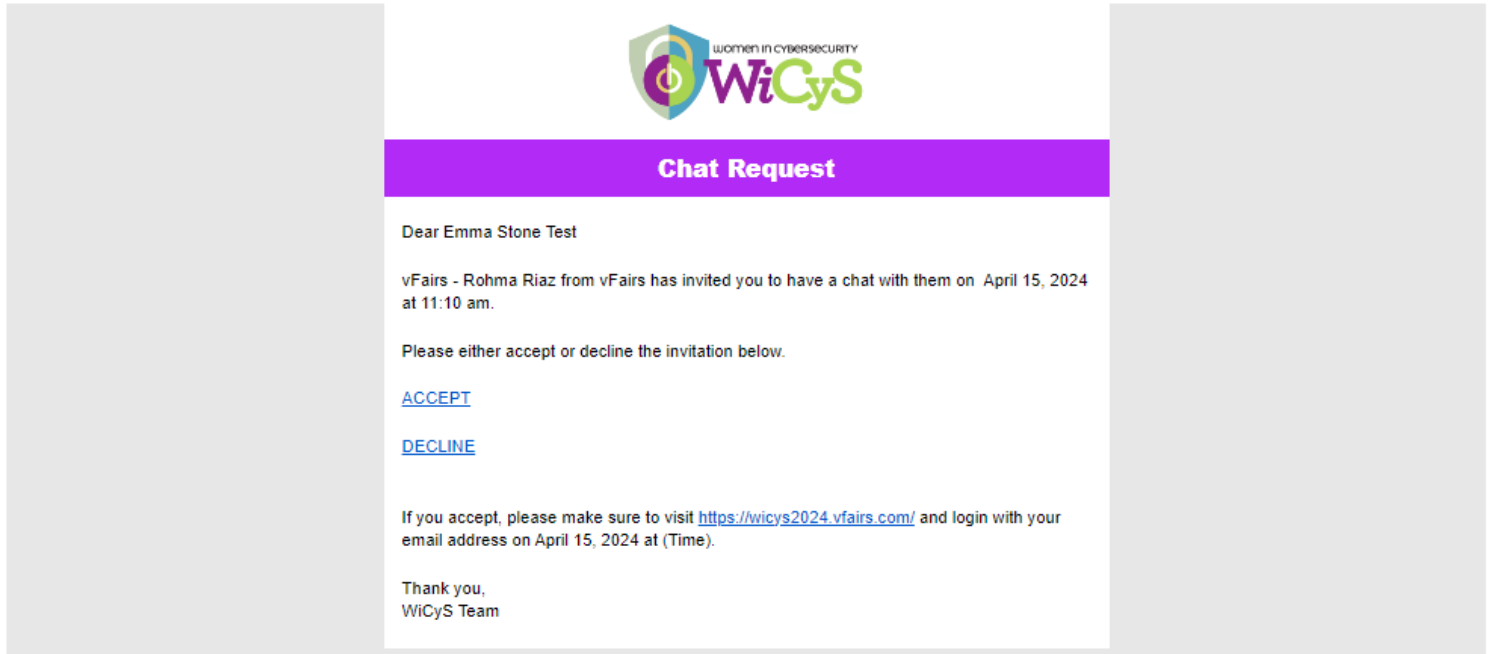 WOMEN IN CYBERSECURITY
WiCyS
Chat Request
Dear Emma Stone Test
vFairs - Rohma Riaz from vFairs has invited you to have a chat with them on  April 15, 2024
at 11:10 am.
Please either accept or decline the invitation below.
ACCEPT
DECLINE
If you accept, please make sure to visit https://wicys2024.vfairs.com/ and login with your
email address on April 15, 2024 at (Time).
Thank you,
WiCyS Team